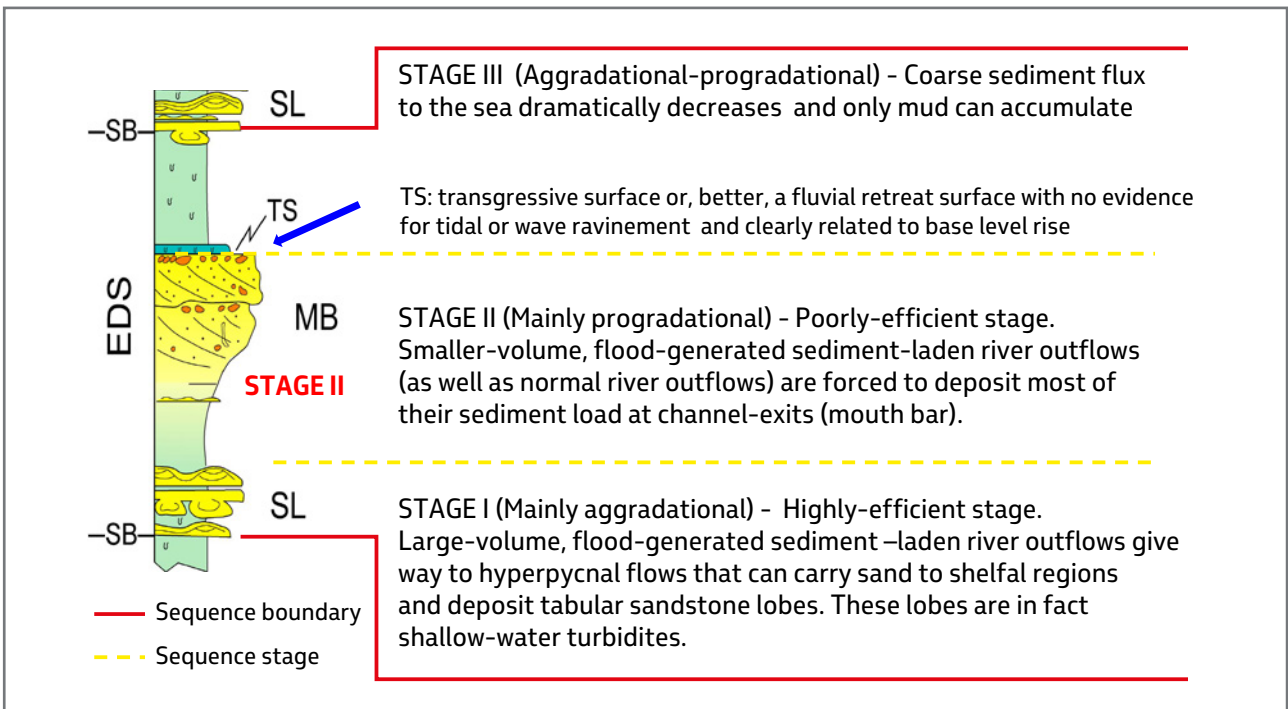 STAGE III (Aggradational-progradational) - Coarse sediment flux
to the sea dramatically decreases and only mud can accumulate
SL
–SB–
TS: transgressive surface or, better, a fluvial retreat surface with no evidence
for tidal or wave ravinement and clearly related to base level rise
TS
EDS
MB
STAGE II
STAGE II (Mainly progradational) - Poorly-efficient stage.
Smaller-volume, flood-generated sediment-laden river outflows
(as well as normal river outflows) are forced to deposit most of
their sediment load at channel-exits (mouth bar).
SL
–SB–
STAGE I (Mainly aggradational) - Highly-efficient stage.
Large-volume, flood-generated sediment –laden river outflows give
way to hyperpycnal flows that can carry sand to shelfal regions
and deposit tabular sandstone lobes. These lobes are in fact
shallow-water turbidites.
Sequence boundary
Sequence stage